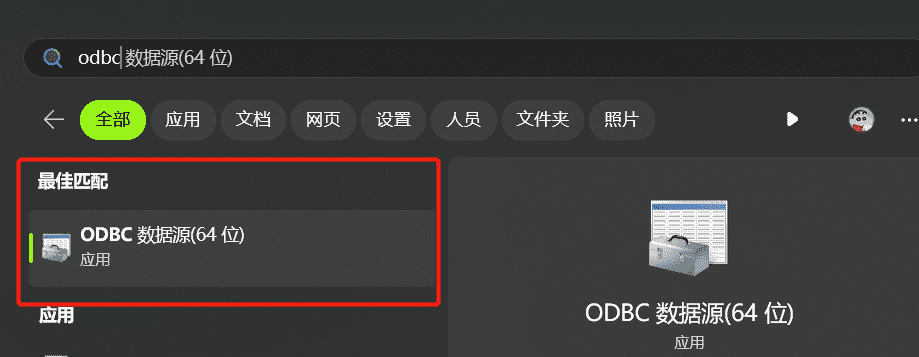 odbc 数据源(64 位)
全部 应用 文档 网页 设置 人员 文件夹 照片
最佳匹配
ODBC 数据源(64 位)
应用
应用
ODBC 数据源(64 位)
应用